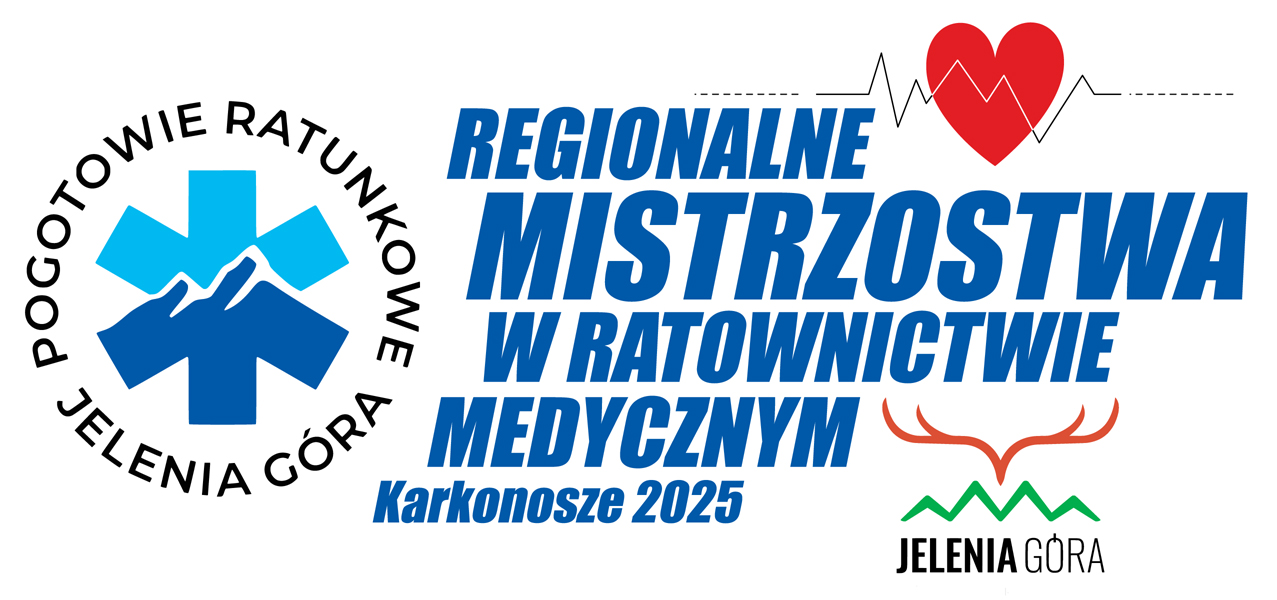 POGOTOWIE RATUNKOWE
JELENIA GÓRA
REGIONALNE
MISTRZOSTWA
W RATOWNICTWIE
MEDYCZNYM
Karkonosze 2025
JELENIA GÓRA